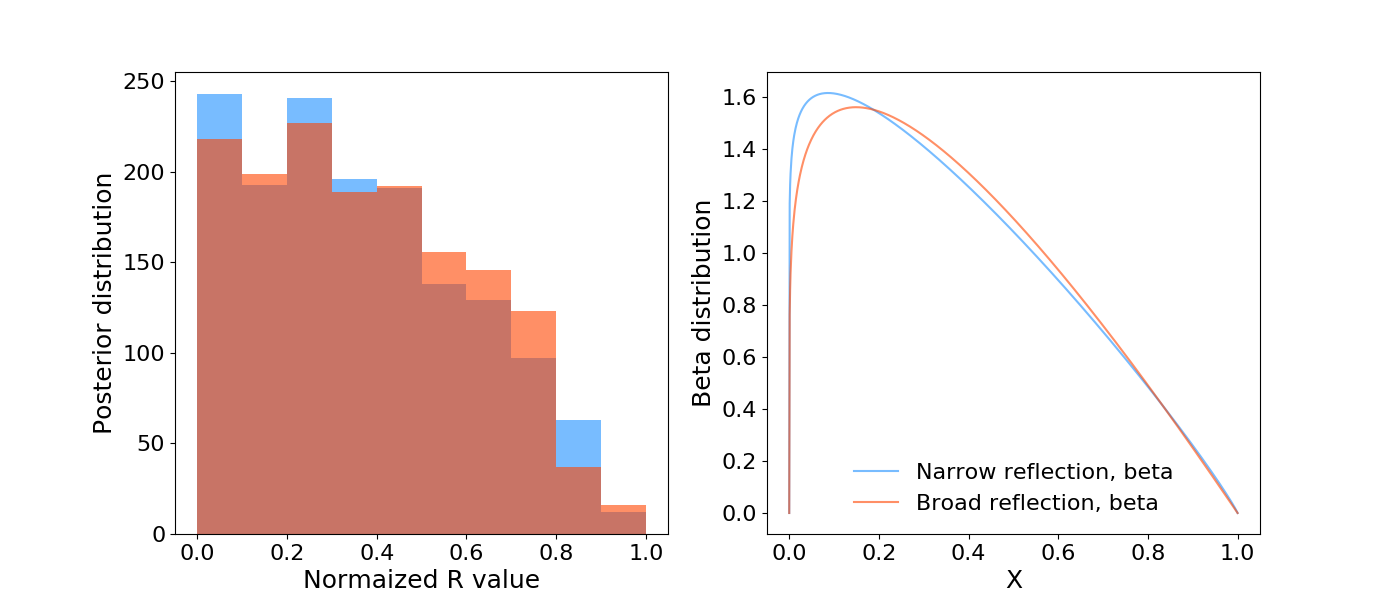 250
200
150
100
50
0
0.0 0.2 0.4 0.6 0.8 1.0
Posterior distribution
Normaized R value
1.6
1.4
1.2
1.0
0.8
0.6
0.4
0.2
0.0
0.0 0.2 0.4 0.6 0.8 1.0
Beta distribution
X
Narrow reflection, beta
Broad reflection, beta